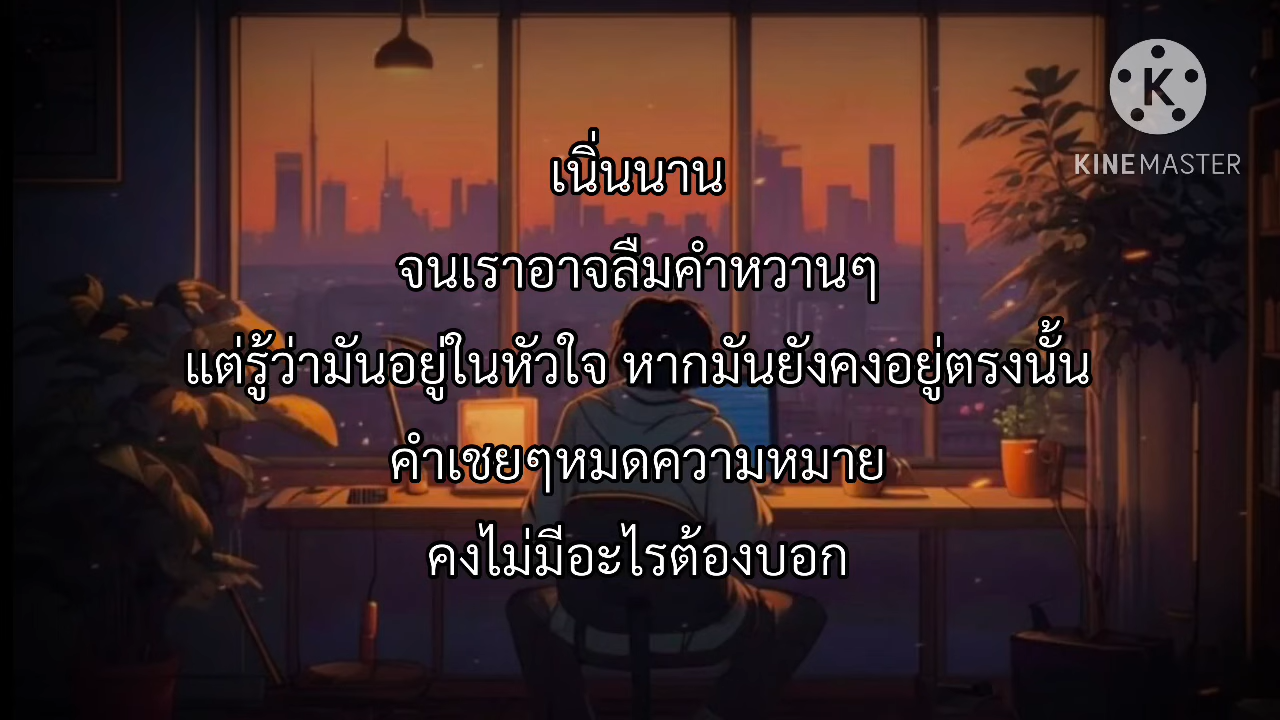 K
KINEMASTER
เนิ่นนาน
จนเราอาจลืมคำหวานๆ
แต่รู้ว่ามันอยู่ในหัวใจ หากมันยังคงอยู่ตรงนั้น
คำเชยๆหมดความหมาย
คงไม่มีอะไรต้องบอก